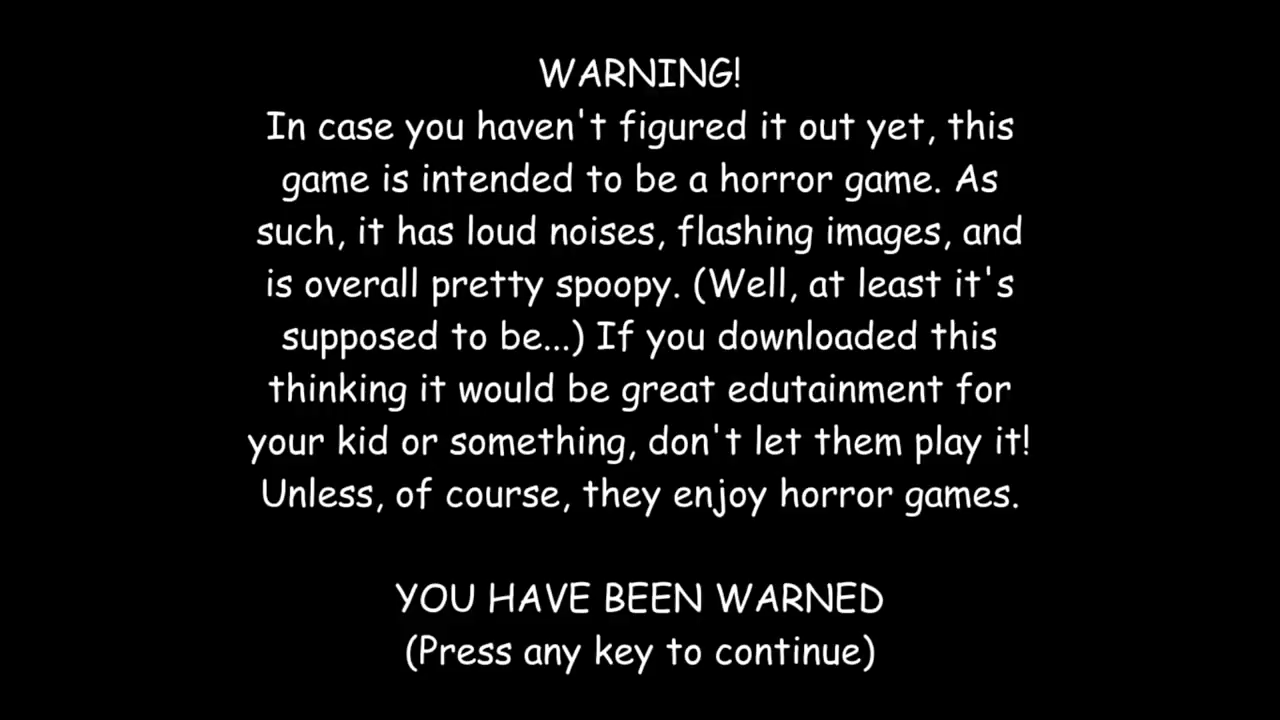 WARNING!
In case you haven't figured it out yet, this
game is intended to be a horror game. As
such, it has loud noises, flashing images, and
is overall pretty spoopy. (Well, at least it's
supposed to be...) If you downloaded this
thinking it would be great edutainment for
your kid or something, don't let them play it!
Unless, of course, they enjoy horror games.
YOU HAVE BEEN WARNED
(Press any key to continue)